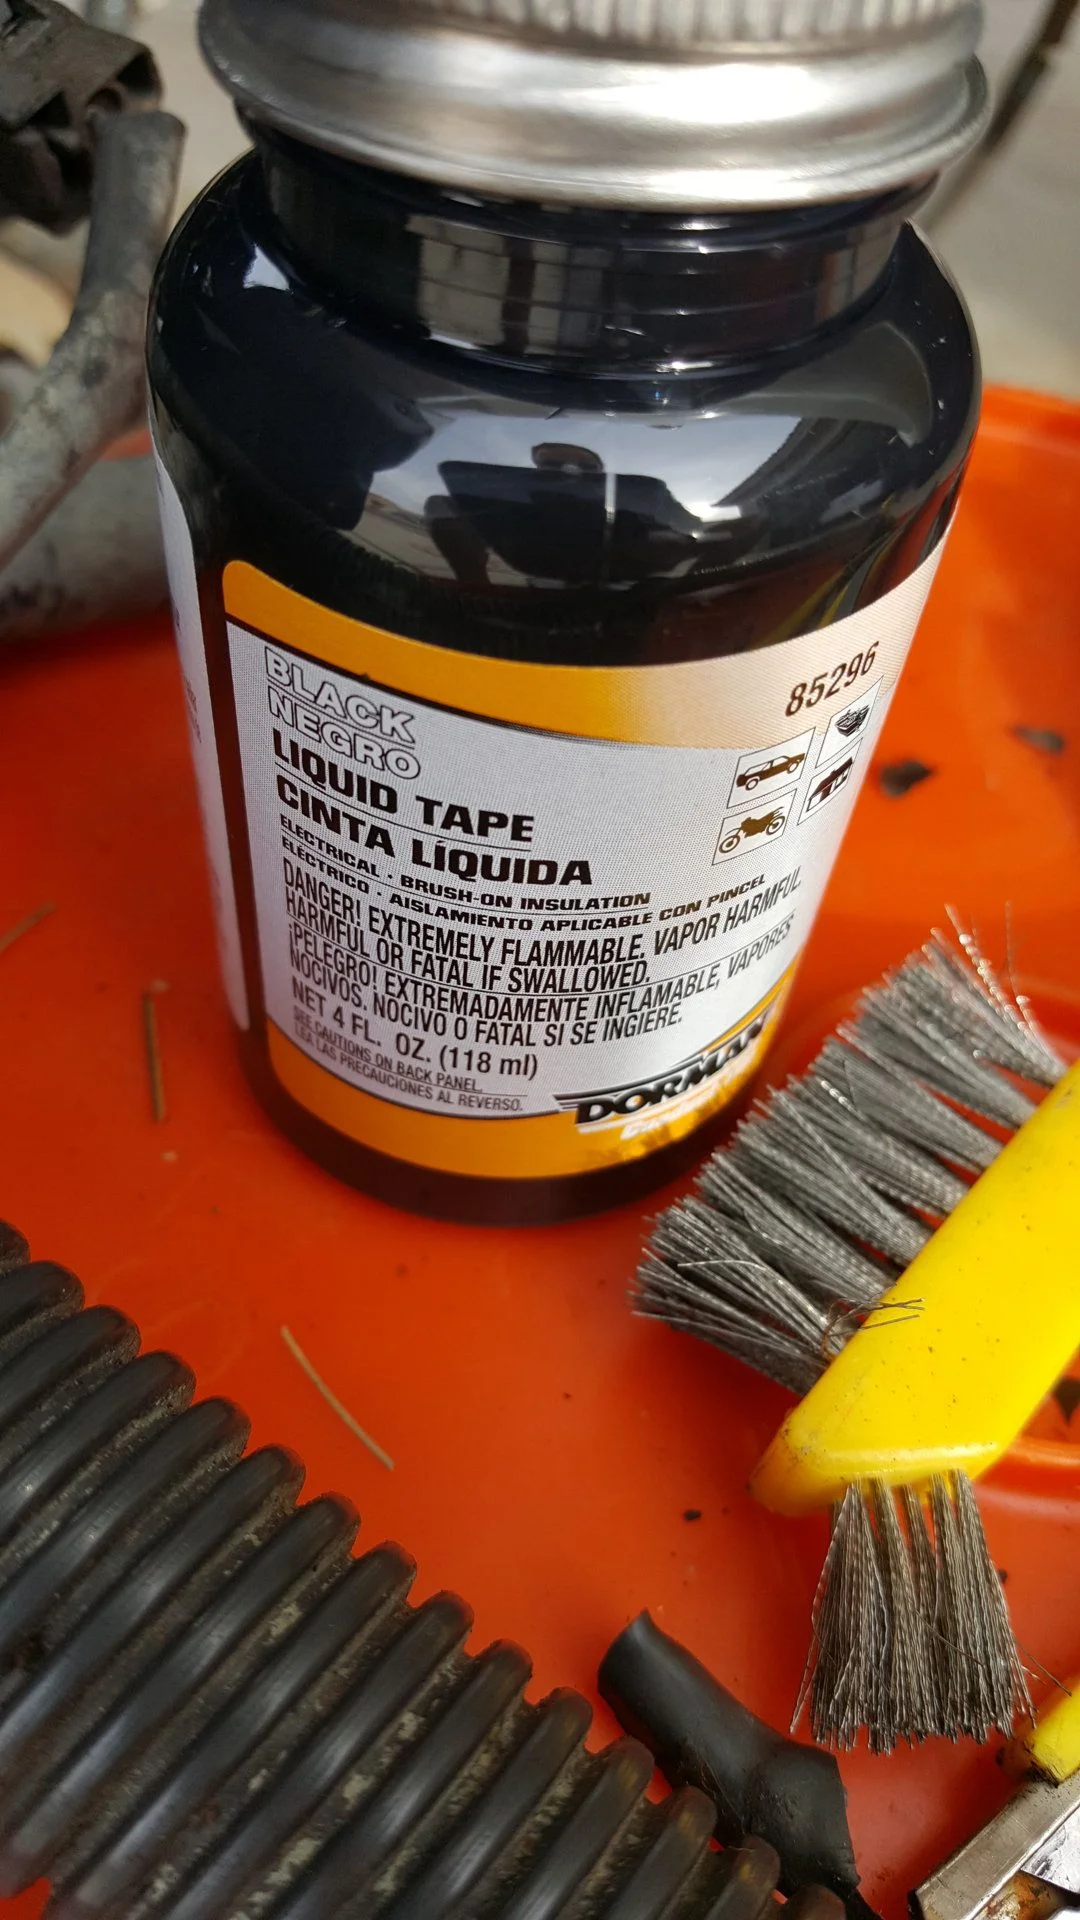 85296
BLACK
NEGRO
LIQUID TAPE
CINTA LÍQUIDA
ELECTRICAL · BRUSH-ON INSULATION
ELÉCTRICO · AISLAMIENTO APLICABLE CON PINCEL
DANGER! EXTREMELY FLAMMABLE. VAPOR HARMFUL.
HARMFUL OR FATAL IF SWALLOWED.
¡PELEGRO! EXTREMADAMENTE INFLAMABLE, VAPORES
NOCIVOS. NOCIVO O FATAL SI SE INGIERE.
NET 4 FL. OZ. (118 ml)
SEE CAUTIONS ON BACK PANEL.
LEA LAS PRECAUCIONES AL REVERSO.
DORMAN